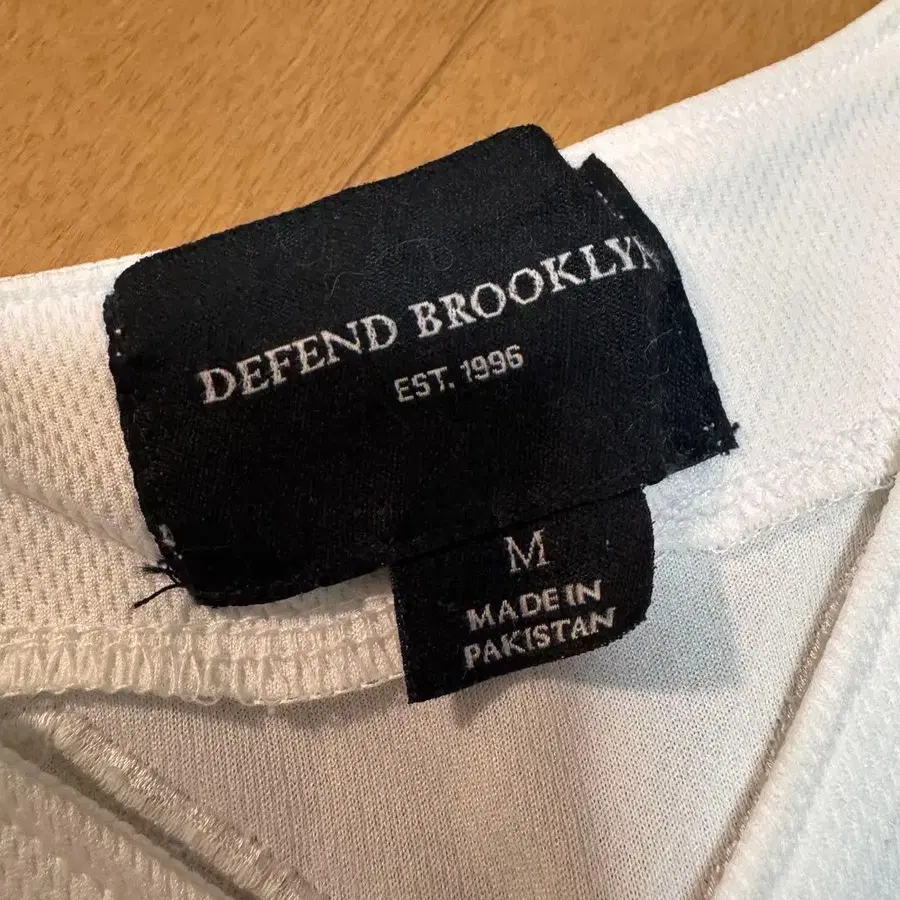 DEFEND BROOKLYN
EST. 1996
M
MADE IN
PAKISTAN